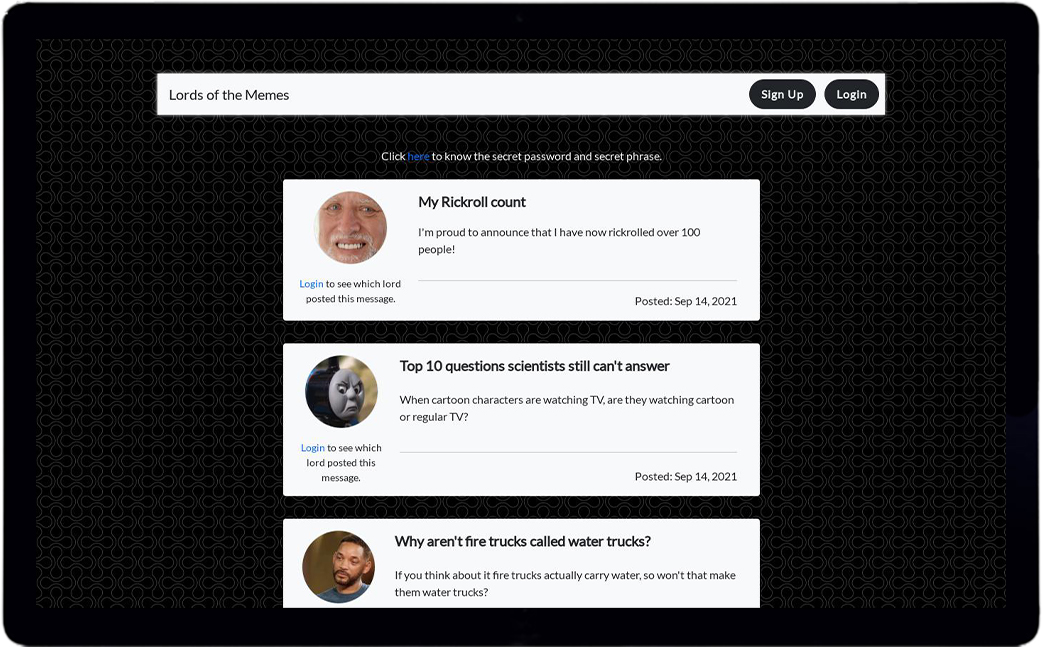 Lords of the Memes
Sign Up
Login
Click here to know the secret password and secret phrase.
My Rickroll count
I'm proud to announce that I have now rickrolled over 100
people!
Login to see which lord
posted this message.
Posted: Sep 14, 2021
Top 10 questions scientists still can't answer
When cartoon characters are watching TV, are they watching cartoon
or regular TV?
Login to see which
lord posted this
message.
Posted: Sep 14, 2021
Why aren't fire trucks called water trucks?
If you think about it fire trucks actually carry water, so won't that make
them water trucks?